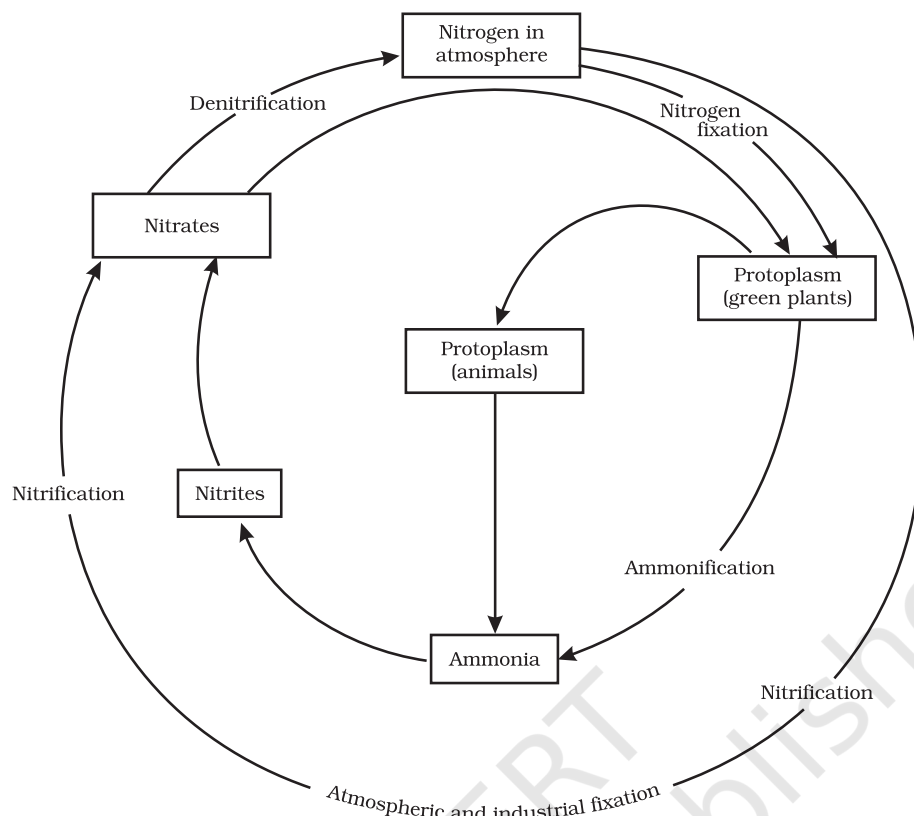 Nitrogen in
atmosphere
Denitrification
Nitrogen
fixation
Nitrates
Protoplasm
(green plants)
Protoplasm
(animals)
Nitrification
Nitrites
Ammonification
Ammonia
Nitrification
Atmospheric and industrial fixation